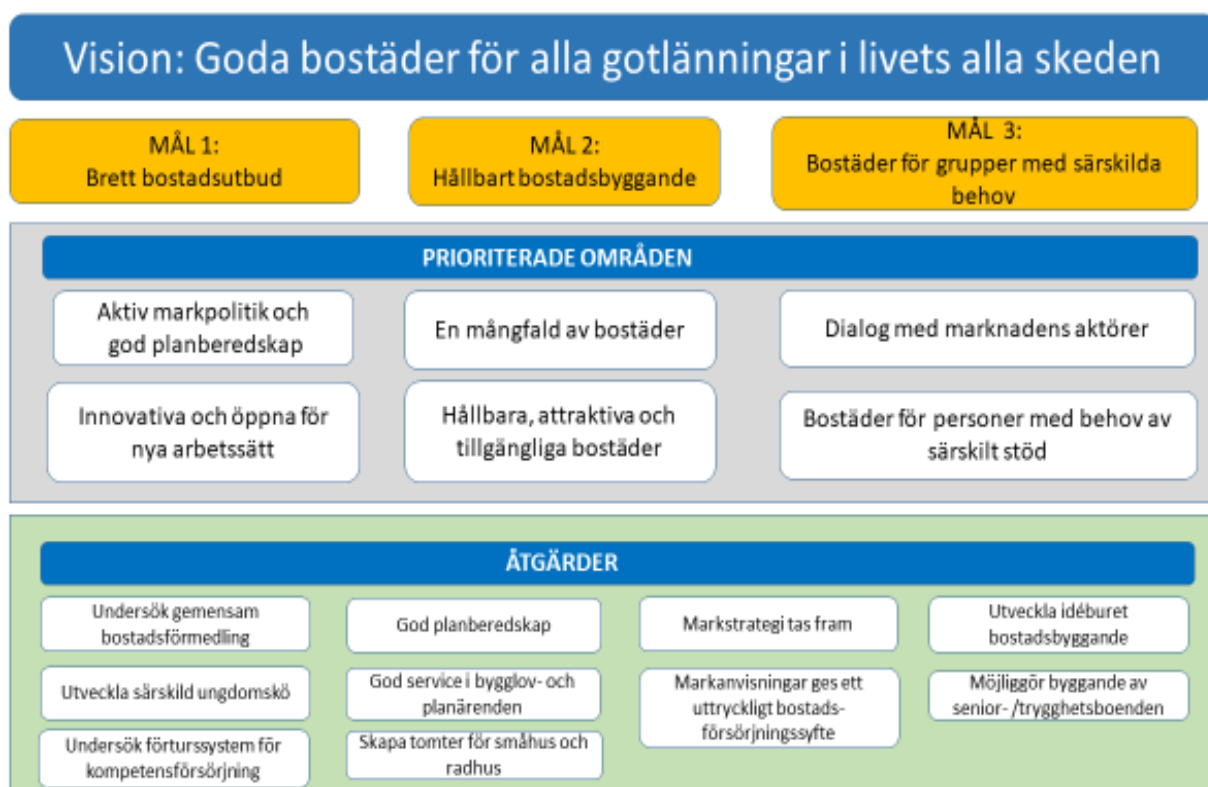 Vision: Goda bostäder för alla gotlänningar i livets alla skeden
MÅL 1:
Brett bostadsutbud
MÅL 2:
Hållbart bostadsbyggande
MÅL 3:
Bostäder för grupper med särskilda
behov
PRIORITERADE OMRÅDEN
Aktiv markpolitik och
god planberedskap
En mångfald av bostäder
Dialog med marknadens aktörer
Innovativa och öppna för
nya arbetssätt
Hållbara, attraktiva och
tillgängliga bostäder
Bostäder för personer med behov av
särskilt stöd
ÅTGÄRDER
Undersök gemensam
bostadsförmedling
God planberedskap
Markstrategi tas fram
Utveckla idéburet
bostadsbyggande
Utveckla särskild ungdomskö
God service i bygglov- och
planärenden
Markanvisningar ges ett
uttryckligt bostads-
försörjningssyfte
Möjliggör byggande av
senior- /trygghetsboenden
Undersök förturssystem för
kompetensförsörjning
Skapa tomter för småhus och
radhus